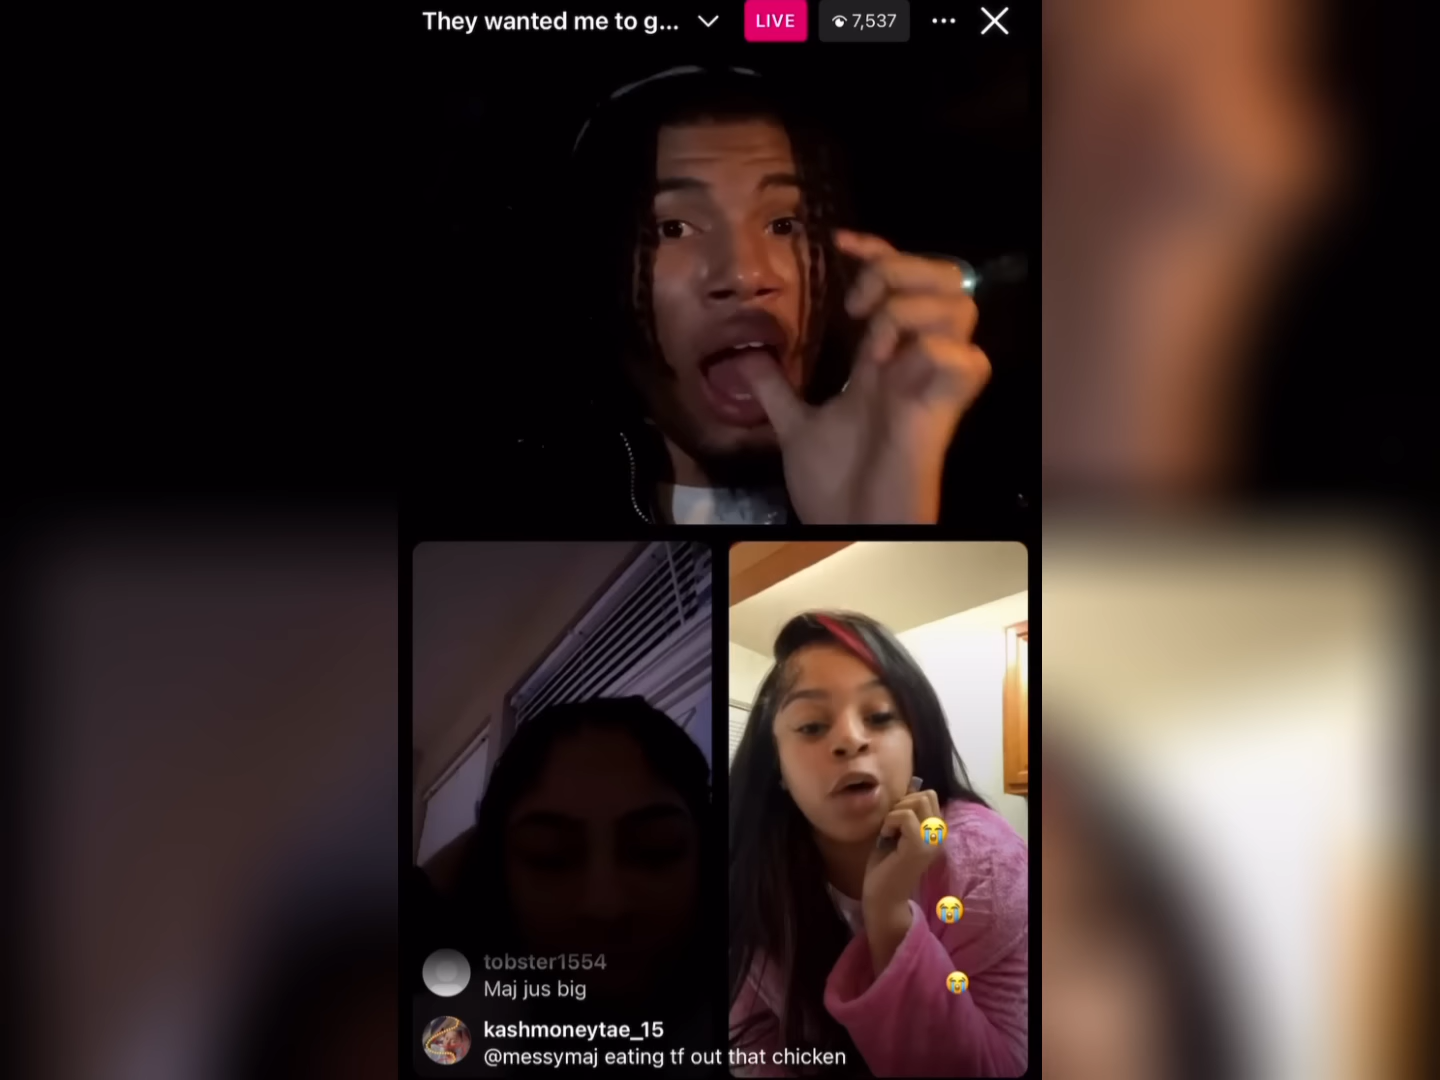 They wanted me to g...
LIVE
7,537
tobster1554
Maj jus big
kashmoneytae_15
@messymaj eating tf out that chicken